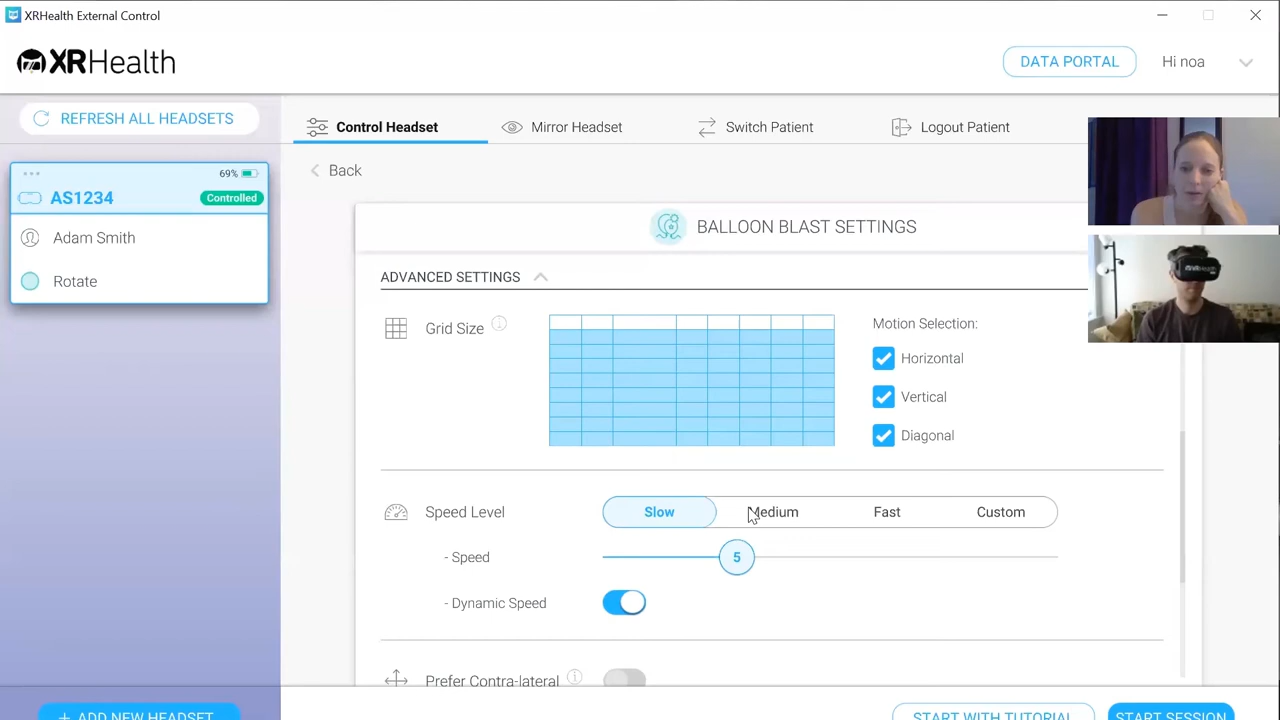 XRHealth External Control
XRHealth
DATA PORTAL
Hi noa
REFRESH ALL HEADSETS
Control Headset
Mirror Headset
Switch Patient
Logout Patient
69%
AS1234
Controlled
Adam Smith
Rotate
Back
BALLOON BLAST SETTINGS
ADVANCED SETTINGS
Grid Size
Motion Selection:
Horizontal
Vertical
Diagonal
Speed Level
Slow
Medium
Fast
Custom
- Speed
5
- Dynamic Speed
Prefer Contra-lateral
+ ADD NEW HEADSET
START WITH TUTORIAL
START SESSION